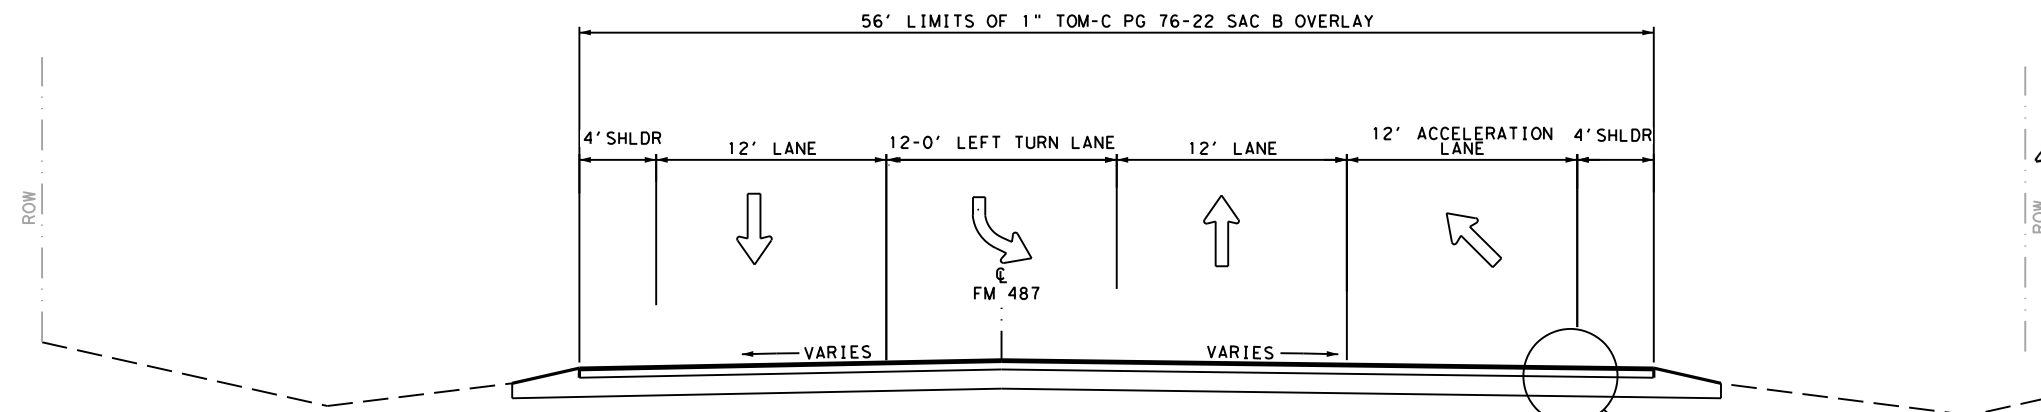 56' LIMITS OF 1" TOM-C PG 76-22 SAC B OVERLAY
4' SHLDR
12' LANE
12-0' LEFT TURN LANE
12' LANE
12' ACCELERATION
LANE
4' SHLDR
ROW
ROW
℄
FM 487
VARIES
VARIES